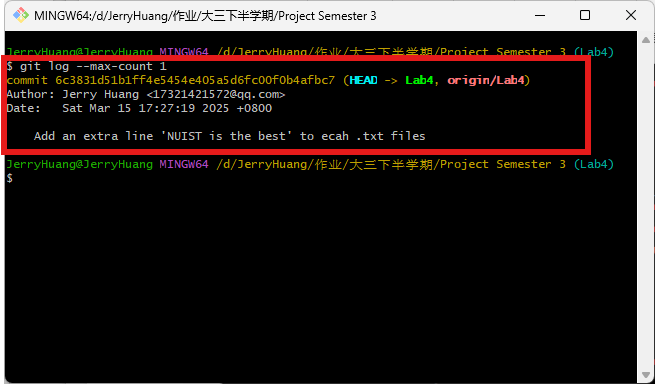 MINGW64:/d/JerryHuang/作业/大三下半学期/Project Semester 3
JerryHuang@JerryHuang MINGW64 /d/JerryHuang/作业/大三下半学期/Project Semester 3 (Lab4)
$ git log --max-count 1
commit 6c3831d51b1ff4e5454e405a5d6fc00f0b4afbc7 (HEAD -> Lab4, origin/Lab4)
Author: Jerry Huang <17321421572@qq.com>
Date:   Sat Mar 15 17:27:19 2025 +0800
    Add an extra line 'NUIST is the best' to ecah .txt files
JerryHuang@JerryHuang MINGW64 /d/JerryHuang/作业/大三下半学期/Project Semester 3 (Lab4)
$